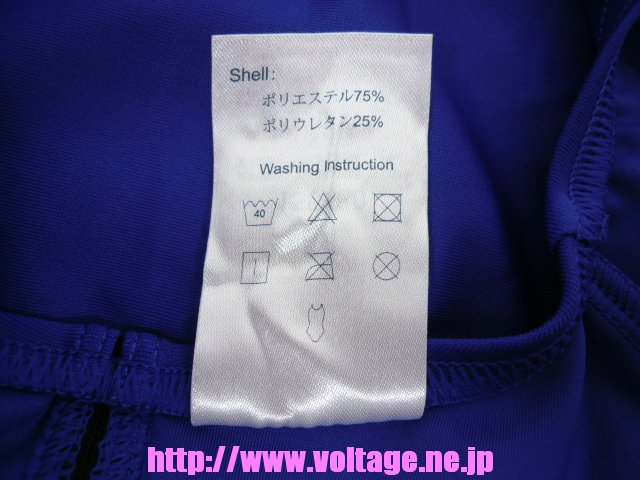 Shell:
ポリエステル75%
ポリウレタン25%
Washing Instruction
40
http://www.voltage.ne.jp